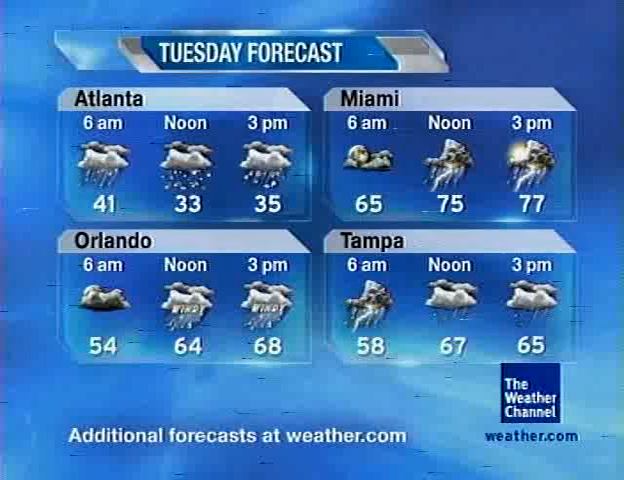 TUESDAY FORECAST
Atlanta
6 am Noon 3 pm
41 33 35
Miami
6 am Noon 3 pm
65 75 77
Orlando
6 am Noon 3 pm
WINDY WINDY
54 64 68
Tampa
6 am Noon 3 pm
58 67 65
The
Weather
Channel
Additional forecasts at weather.com
weather.com